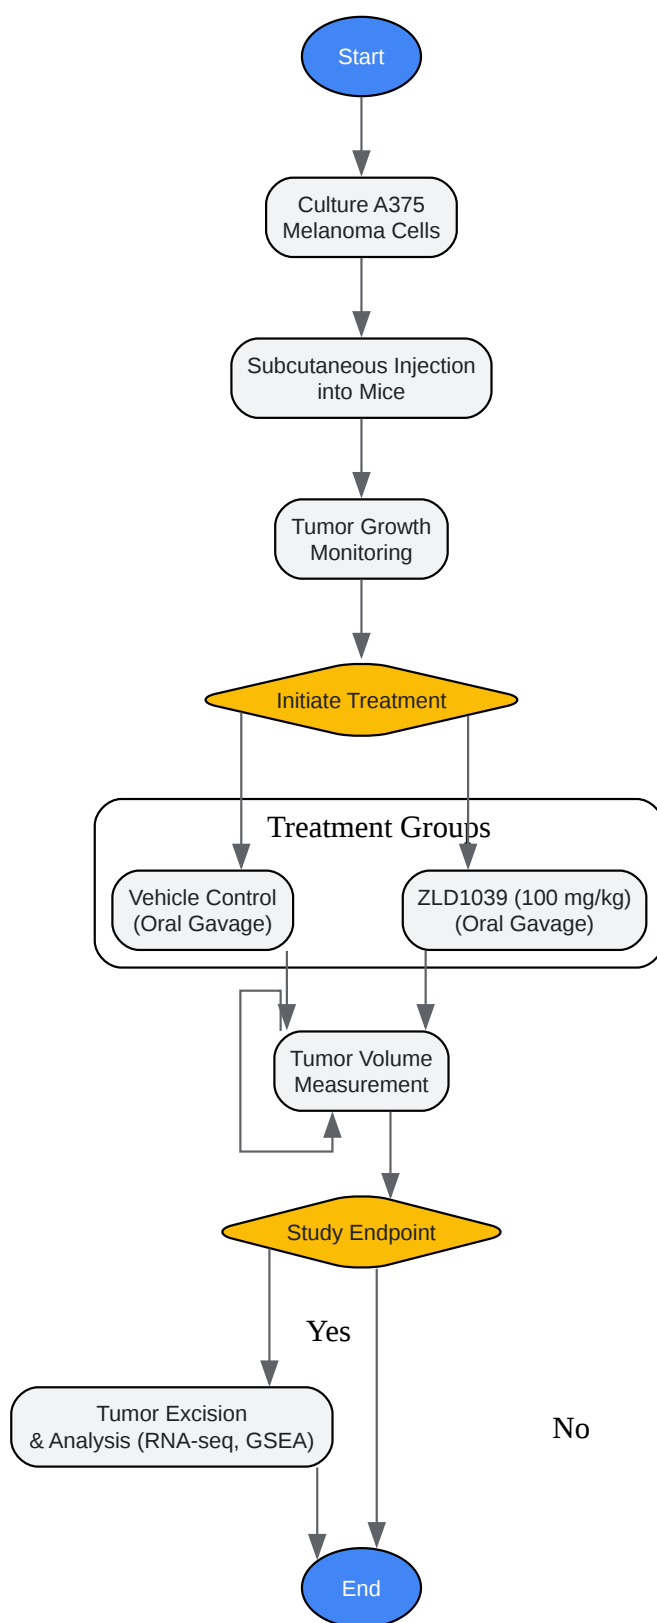 Start
Culture A375
Melanoma Cells
Subcutaneous Injection
into Mice
Tumor Growth
Monitoring
Initiate Treatment
Treatment Groups
Vehicle Control
(Oral Gavage)
ZLD1039 (100 mg/kg)
(Oral Gavage)
Tumor Volume
Measurement
Study Endpoint
Yes
Tumor Excision
& Analysis (RNA-seq, GSEA)
No
End